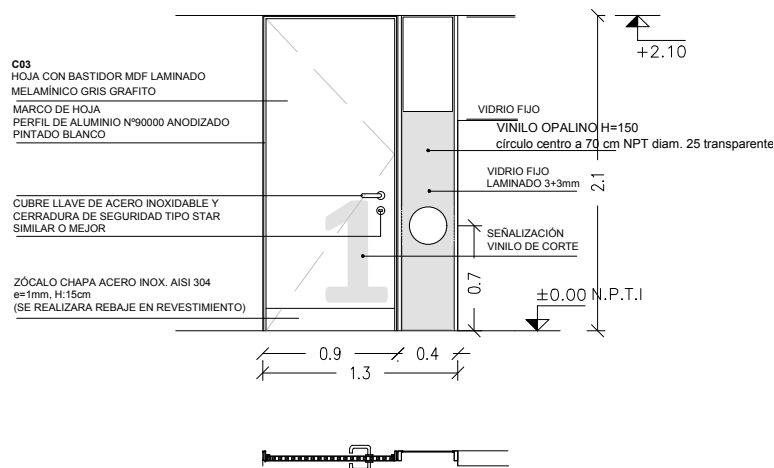 C03
HOJA CON BASTIDOR MDF LAMINADO
MELAMÍNICO GRIS GRAFITO
MARCO DE HOJA
PERFIL DE ALUMINIO Nº90000 ANODIZADO
PINTADO BLANCO
CUBRE LLAVE DE ACERO INOXIDABLE Y
CERRADURA DE SEGURIDAD TIPO STAR
SIMILAR O MEJOR
ZÓCALO CHAPA ACERO INOX. AISI 304
e=1mm, H:15cm
(SE REALIZARA REBAJE EN REVESTIMIENTO)
1
+2.10
VIDRIO FIJO
VINILO OPALINO H=150
círculo centro a 70 cm NPT diam. 25 transparente
VIDRIO FIJO
LAMINADO 3+3mm
2.1
SEÑALIZACIÓN
VINILO DE CORTE
0.7
±0.00 N.P.T.I
0.9
0.4
1.3